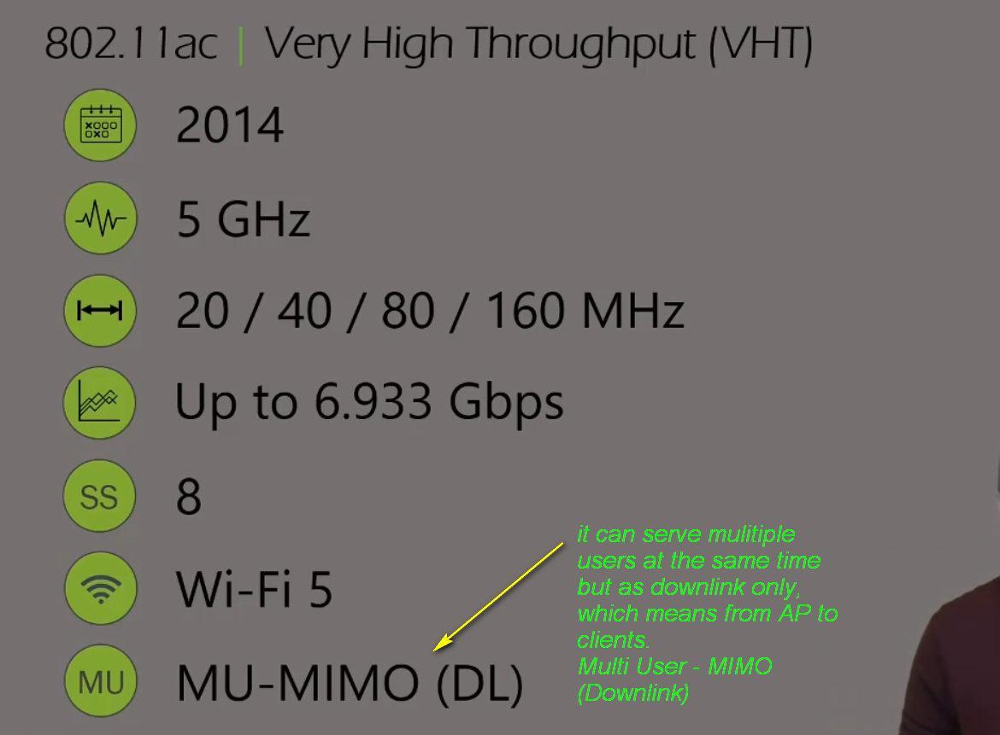 802.11ac | Very High Throughput (VHT)
2014
xooo
oxo
5 GHz
20 / 40 / 80 / 160 MHz
Up to 6.933 Gbps
SS
8
Wi-Fi 5
MU
MU-MIMO (DL)
it can serve mulitiple
users at the same time
but as downlink only,
which means from AP to
clients.
Multi User - MIMO
(Downlink)